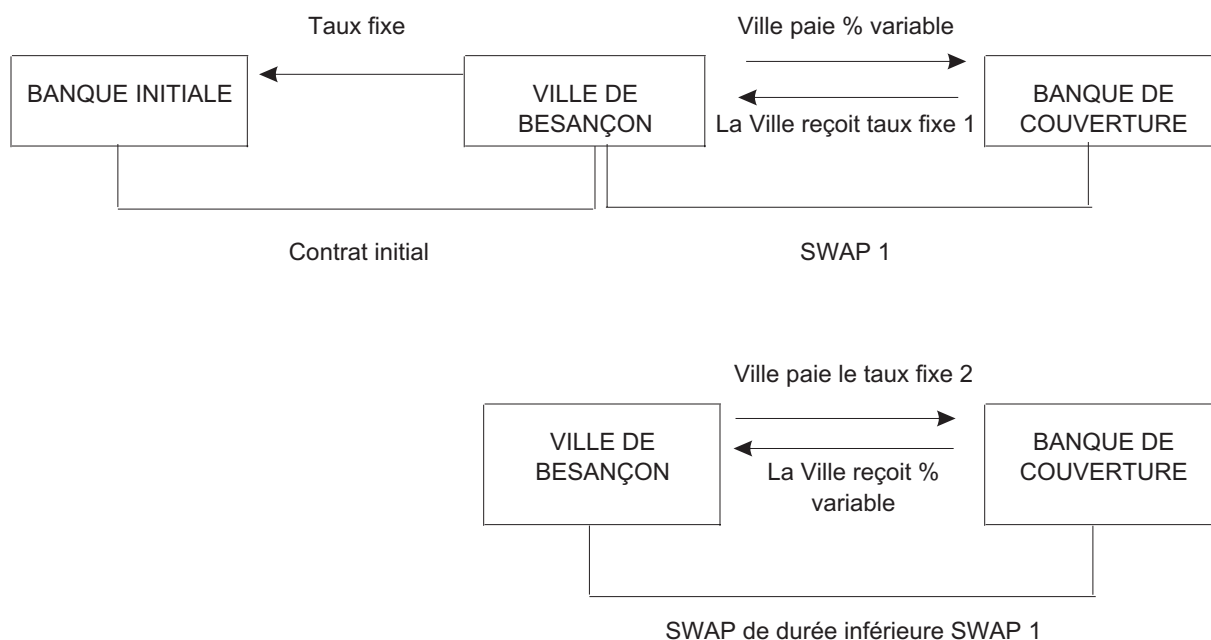 Taux fixe
Ville paie % variable
BANQUE INITIALE
VILLE DE
BESANÇON
La Ville reçoit taux fixe 1
BANQUE DE
COUVERTURE
Contrat initial
SWAP 1
Ville paie le taux fixe 2
VILLE DE
BESANÇON
La Ville reçoit %
variable
BANQUE DE
COUVERTURE
SWAP de durée inférieure SWAP 1